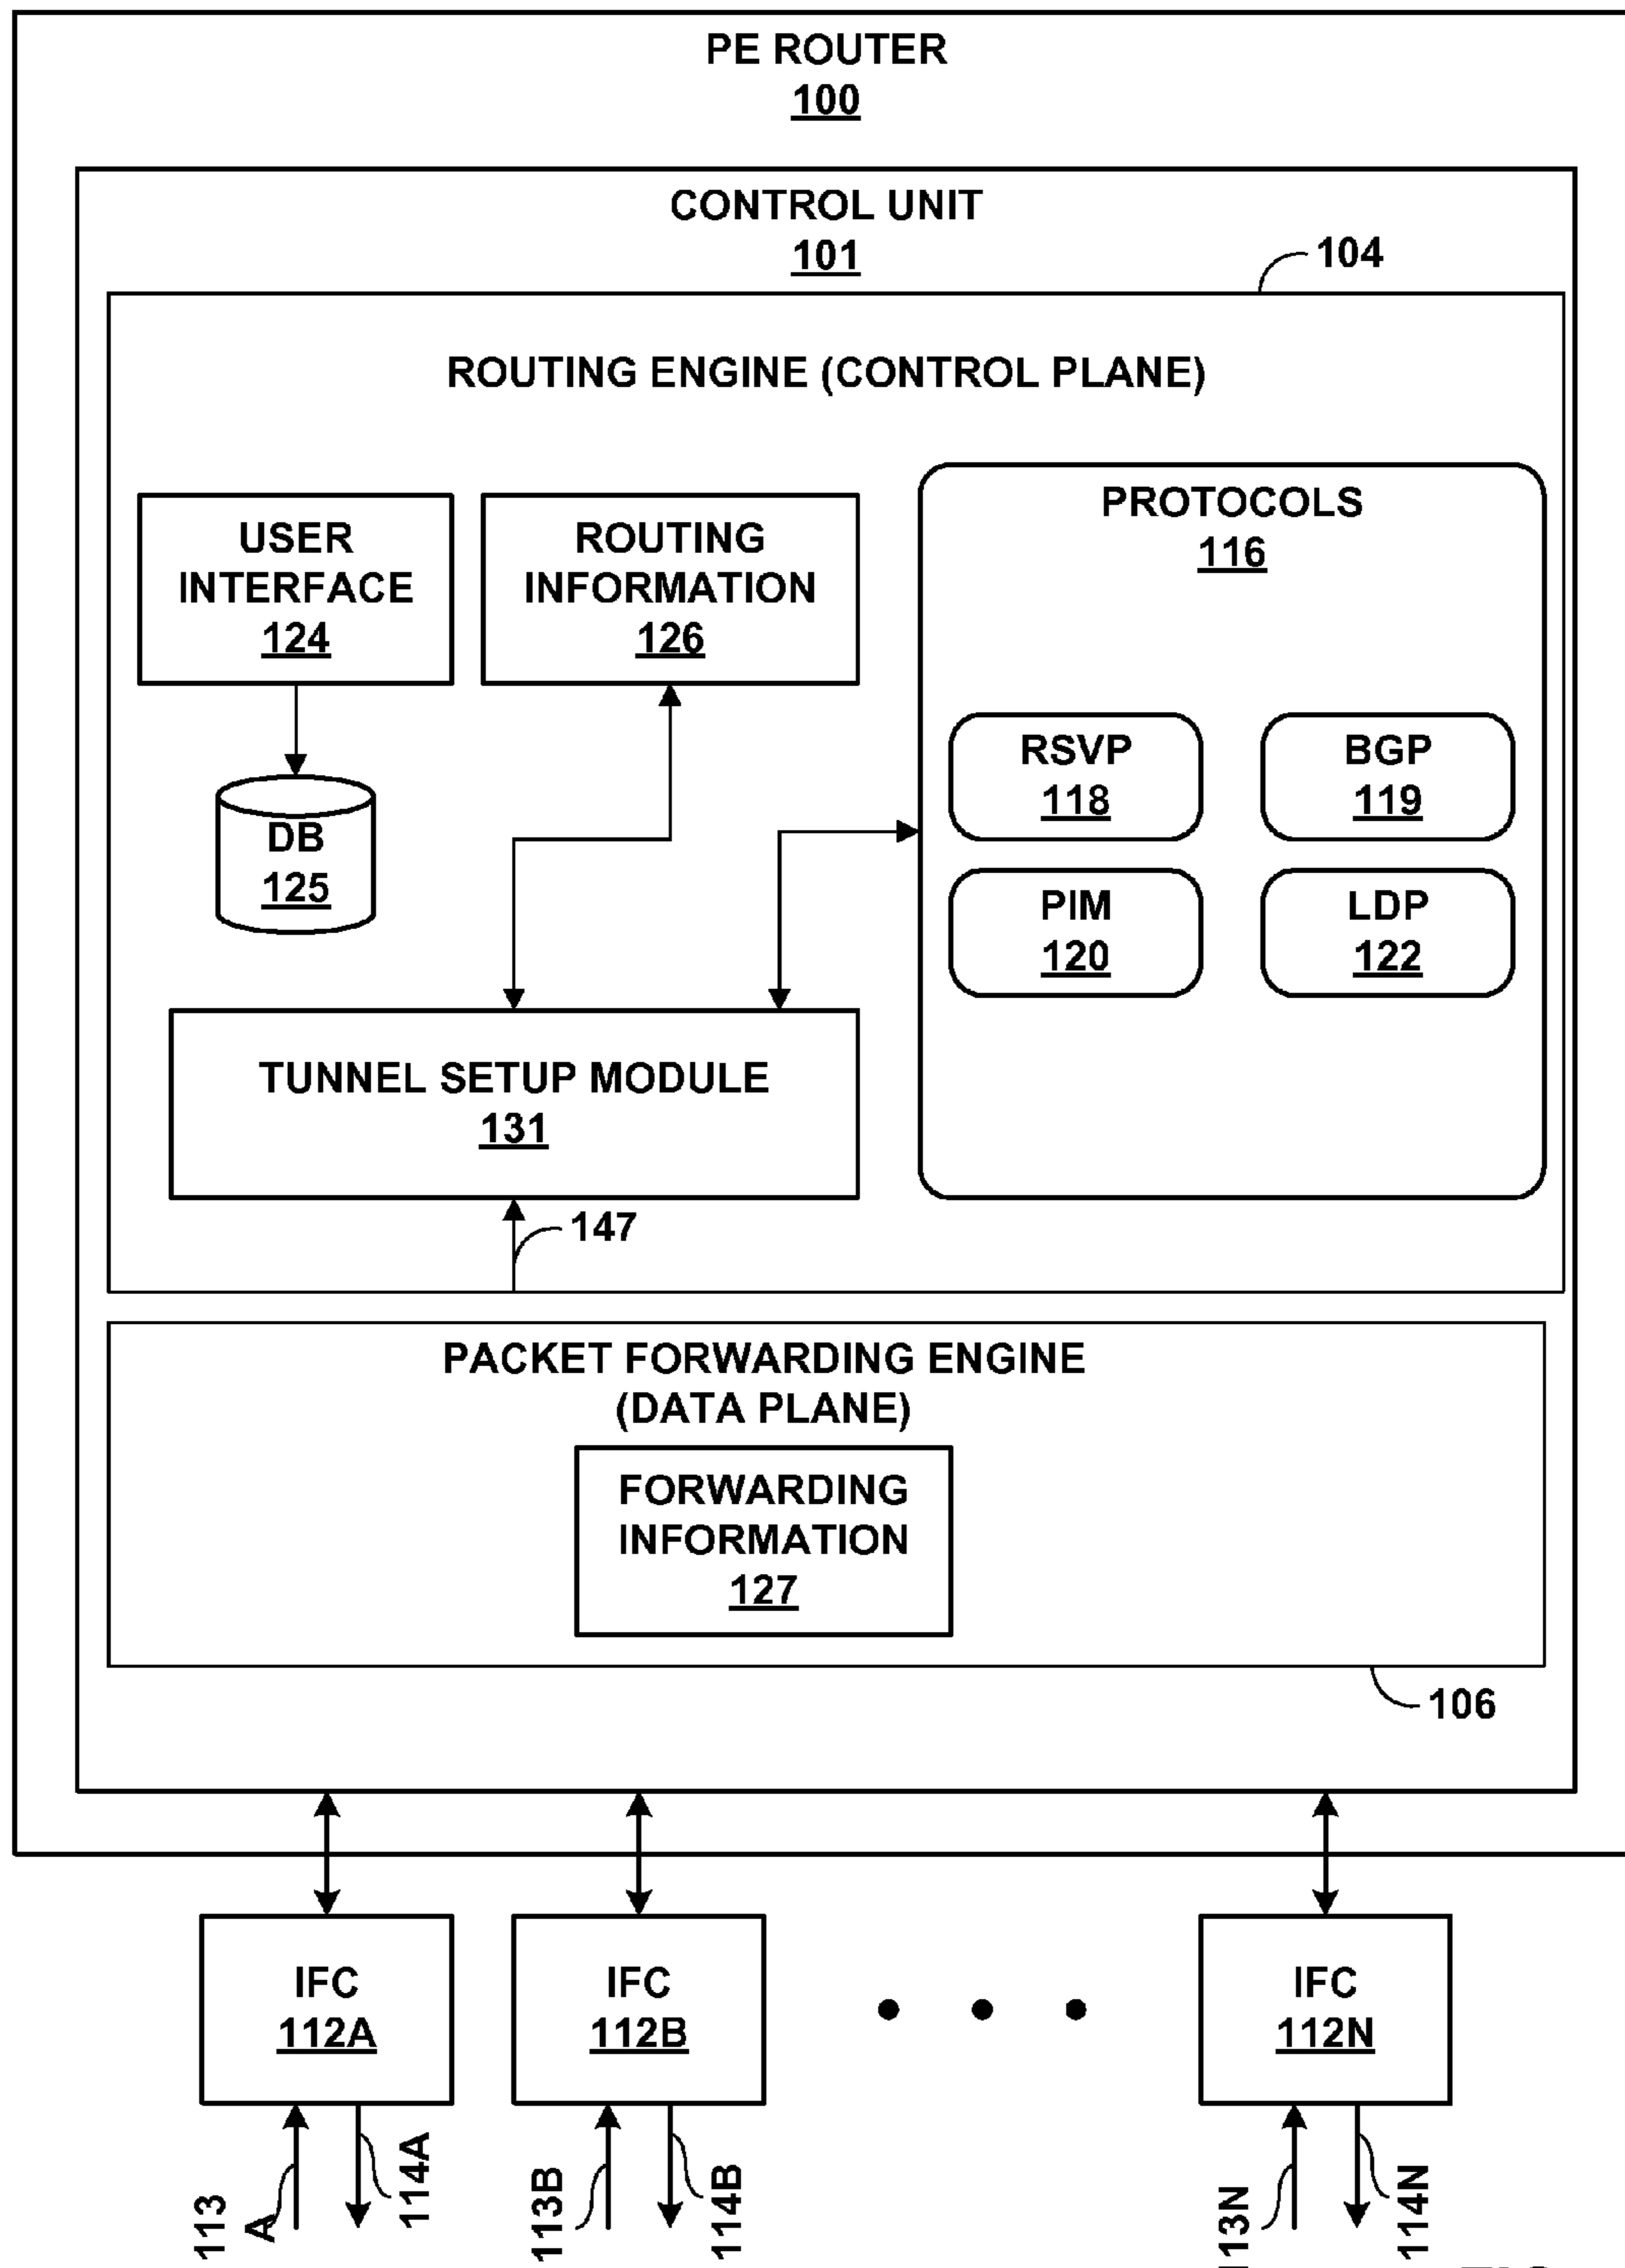 PE ROUTER
100
CONTROL UNIT
101
104
ROUTING ENGINE (CONTROL PLANE)
USER
INTERFACE
124
ROUTING
INFORMATION
126
PROTOCOLS
116
RSVP
118
BGP
119
DB
125
PIM
120
LDP
122
TUNNEL SETUP MODULE
131
147
PACKET FORWARDING ENGINE
(DATA PLANE)
FORWARDING
INFORMATION
127
106
IFC
112A
IFC
112B
IFC
112N
113
A
114A
113B
114B
13N
114N